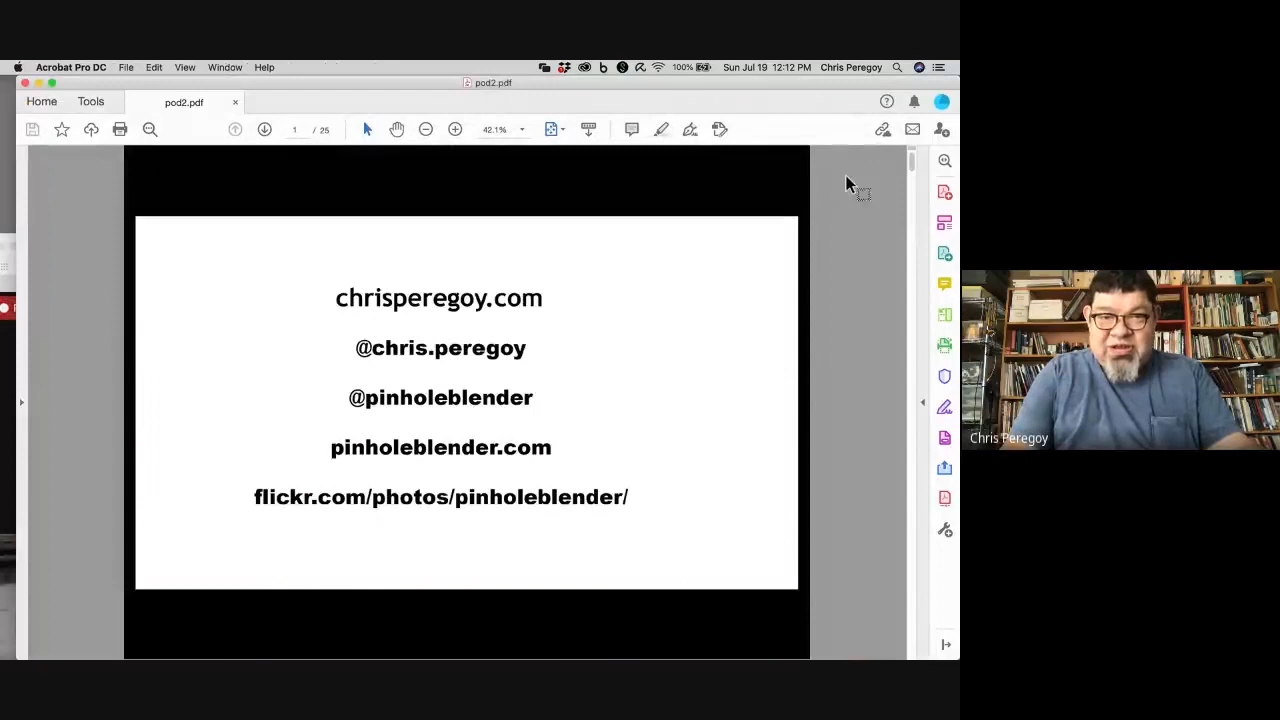 Acrobat Pro DC File Edit View Window Help 100% Sun Jul 19 12:12 PM Chris Peregoy
pod2.pdf
Home Tools pod2.pdf ×
1 / 25 42.1%
chrisperegoy.com
@chris.peregoy
@pinholeblender
pinholeblender.com
flickr.com/photos/pinholeblender/
Chris Peregoy